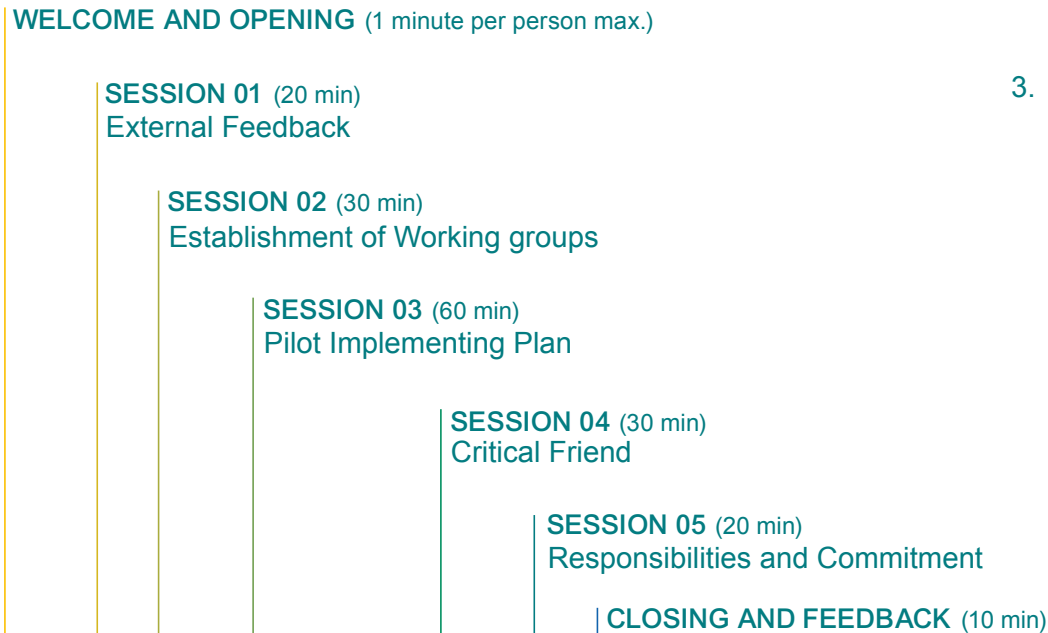 WELCOME AND OPENING (1 minute per person max.)
SESSION 01 (20 min)
3.
External Feedback
SESSION 02 (30 min)
Establishment of Working groups
SESSION 03 (60 min)
Pilot Implementing Plan
SESSION 04 (30 min)
Critical Friend
SESSION 05 (20 min)
Responsibilities and Commitment
CLOSING AND FEEDBACK (10 min)